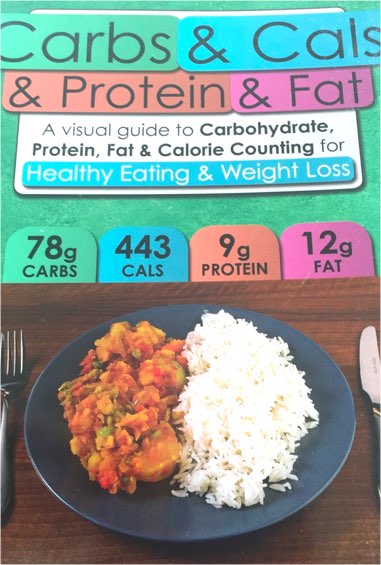 Carbs & Cals
& Protein & Fat
A visual guide to Carbohydrate,
Protein, Fat & Calorie Counting for
Healthy Eating & Weight Loss
78g 443 9g 12g
CARBS CALS PROTEIN FAT